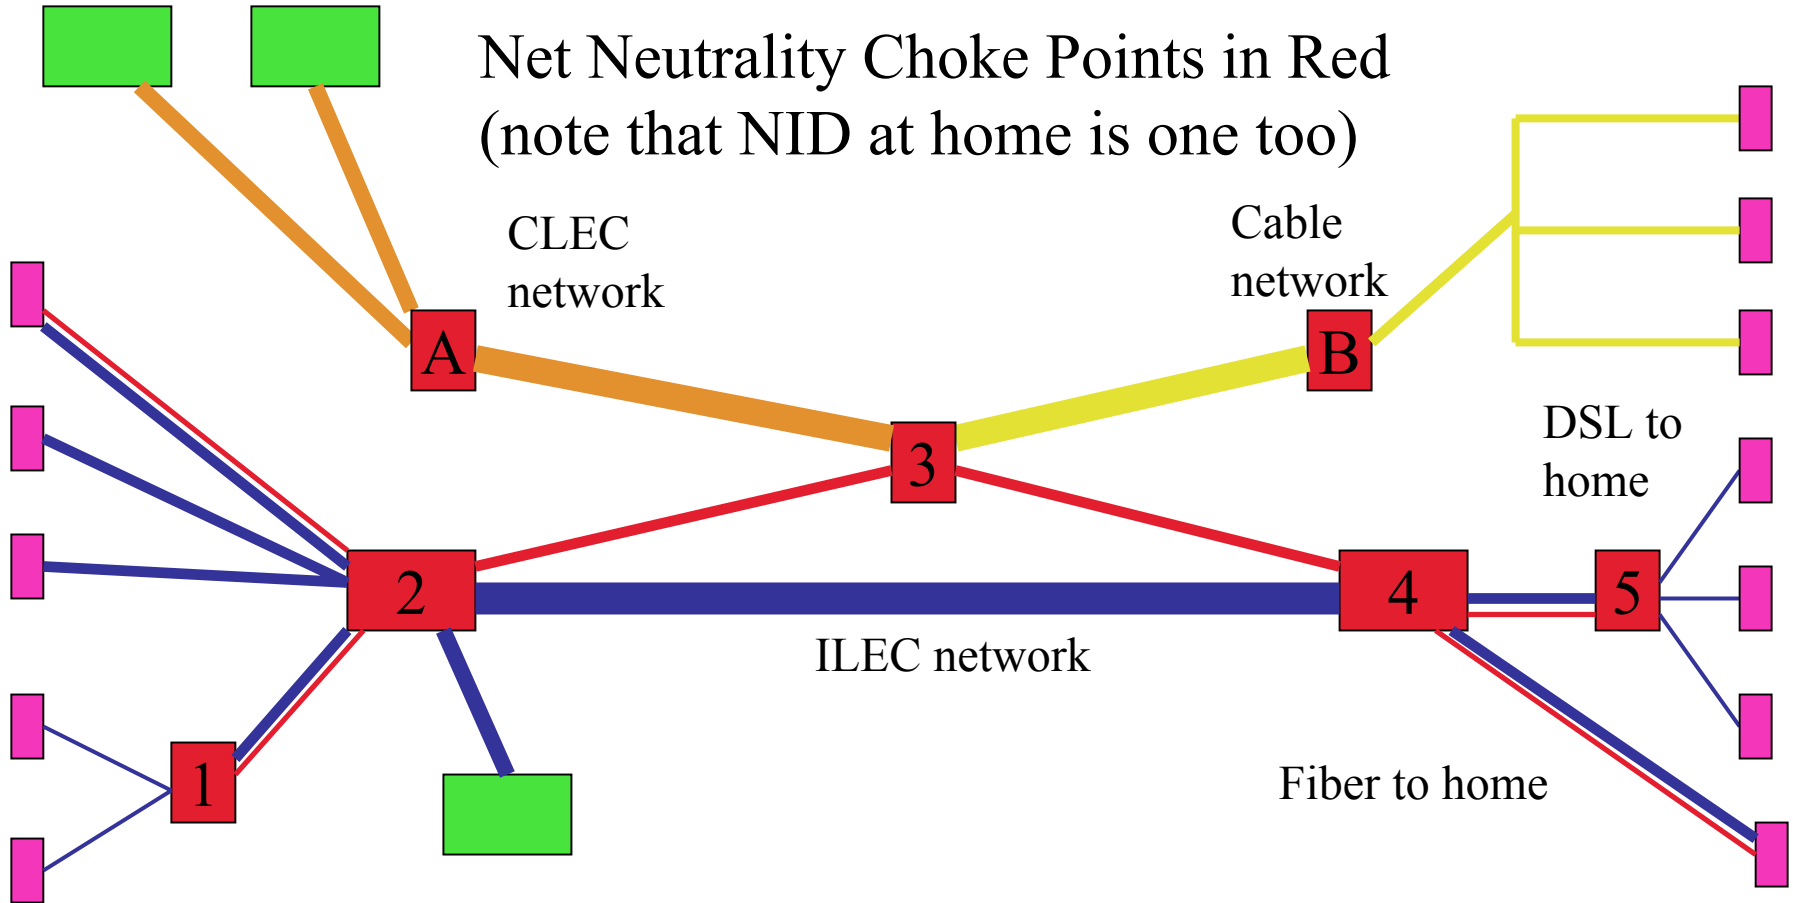 Net Neutrality Choke Points in Red
(note that NID at home is one too)
CLEC
network
Cable
network
A
B
DSL to
home
3
2
4
5
ILEC network
1
Fiber to home